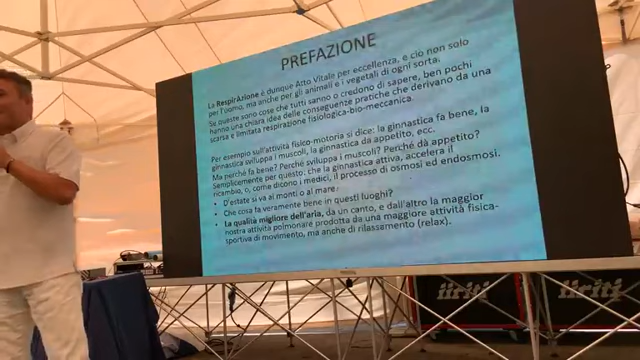 PREFAZIONE
La RespirAzione è dunque Atto Vitale per eccellenza, e ciò non solo
per l'uomo, ma anche per gli animali e i vegetali di ogni sorta.
Se queste sono cose che tutti sanno o credono di sapere, ben pochi
hanno una chiara idea delle conseguenze pratiche che derivano da una
scarsa e limitata respirazione fisiologica-bio-meccanica.
Per esempio sull'attività fisico-motoria si dice: la ginnastica fa bene, la
ginnastica sviluppa i muscoli, la ginnastica dà appetito, ecc.
Ma perché fa bene? Perché sviluppa i muscoli? Perché dà appetito?
Semplicemente per questo: che la ginnastica attiva, accelera il
ricambio, o, come dicono i medici, il processo di osmosi ed endosmosi.
• D'estate si va ai monti o al mare
• Che cosa fa veramente bene in questi luoghi?
• La qualità migliore dell'aria, da un canto, e dall'altro la maggior
nostra attività polmonare prodotta da una maggiore attività fisica-
sportiva di movimento, ma anche di rilassamento (relax).
iiriti
iiriti